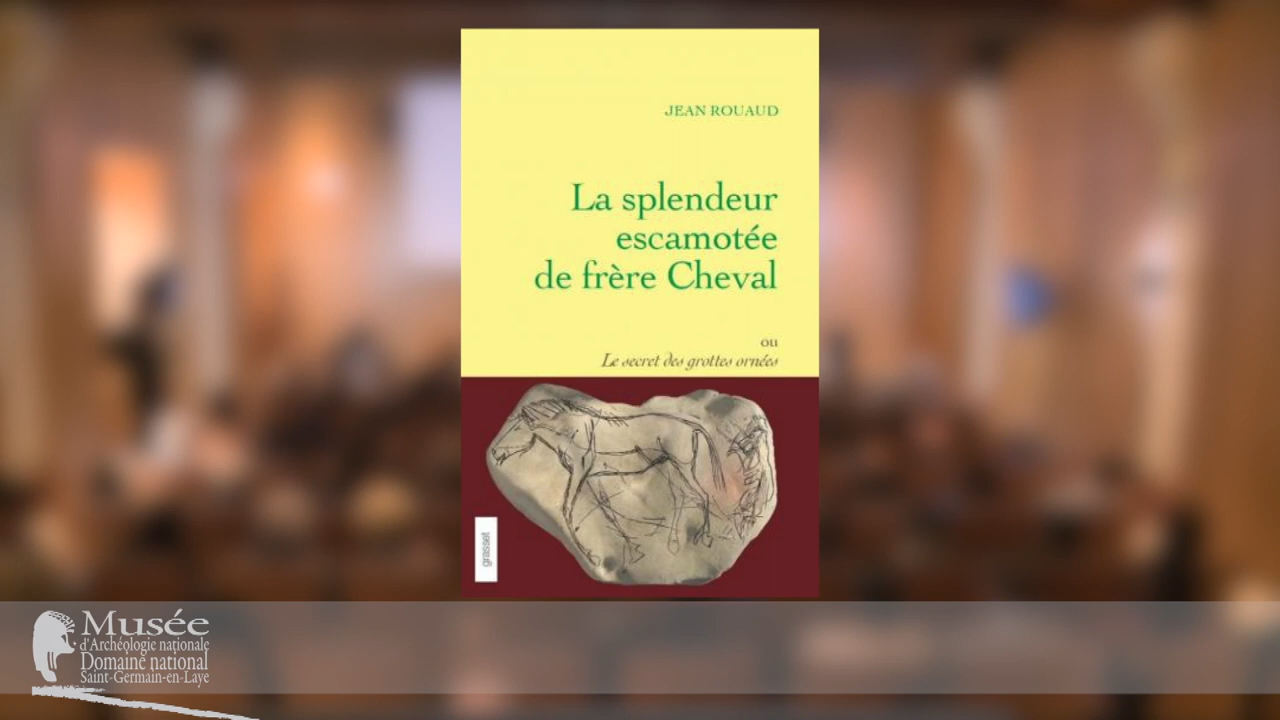 JEAN ROUAUD
La splendeur
escamotée
de frère Cheval
ou
Le secret des grottes ornées
grasset
Musée
d'Archéologie nationale
Domaine national
Saint-Germain-en-Laye